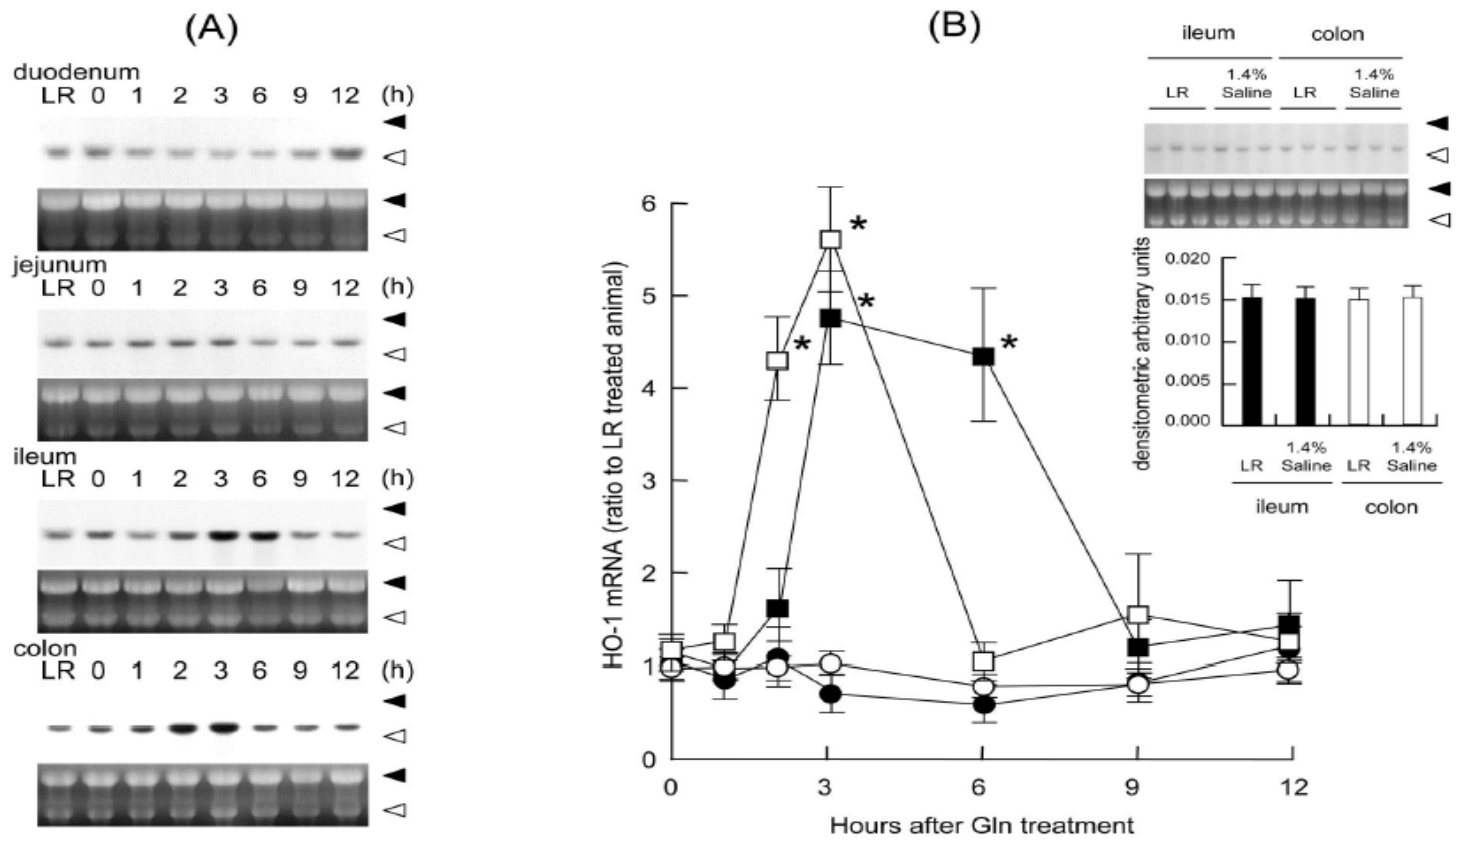 (A)
duodenum
LR 0 1 2 3 6 9 12 (h)
jejunum
LR 0 1 2 3 6 9 12 (h)
ileum
LR 0 1 2 3 6 9 12 (h)
colon
LR 0 1 2 3 6 9 12 (h)
(B)
HO-1 mRNA (ratio to LR treated animal)
6
5
4
3
2
1
0
* * * *
0 3 6 9 12
Hours after Gln treatment
ileum colon
1.4% 1.4%
LR Saline LR Saline
densitometric arbitrary units
0.020
0.015
0.010
0.005
0.000
1.4% 1.4%
LR Saline LR Saline
ileum colon